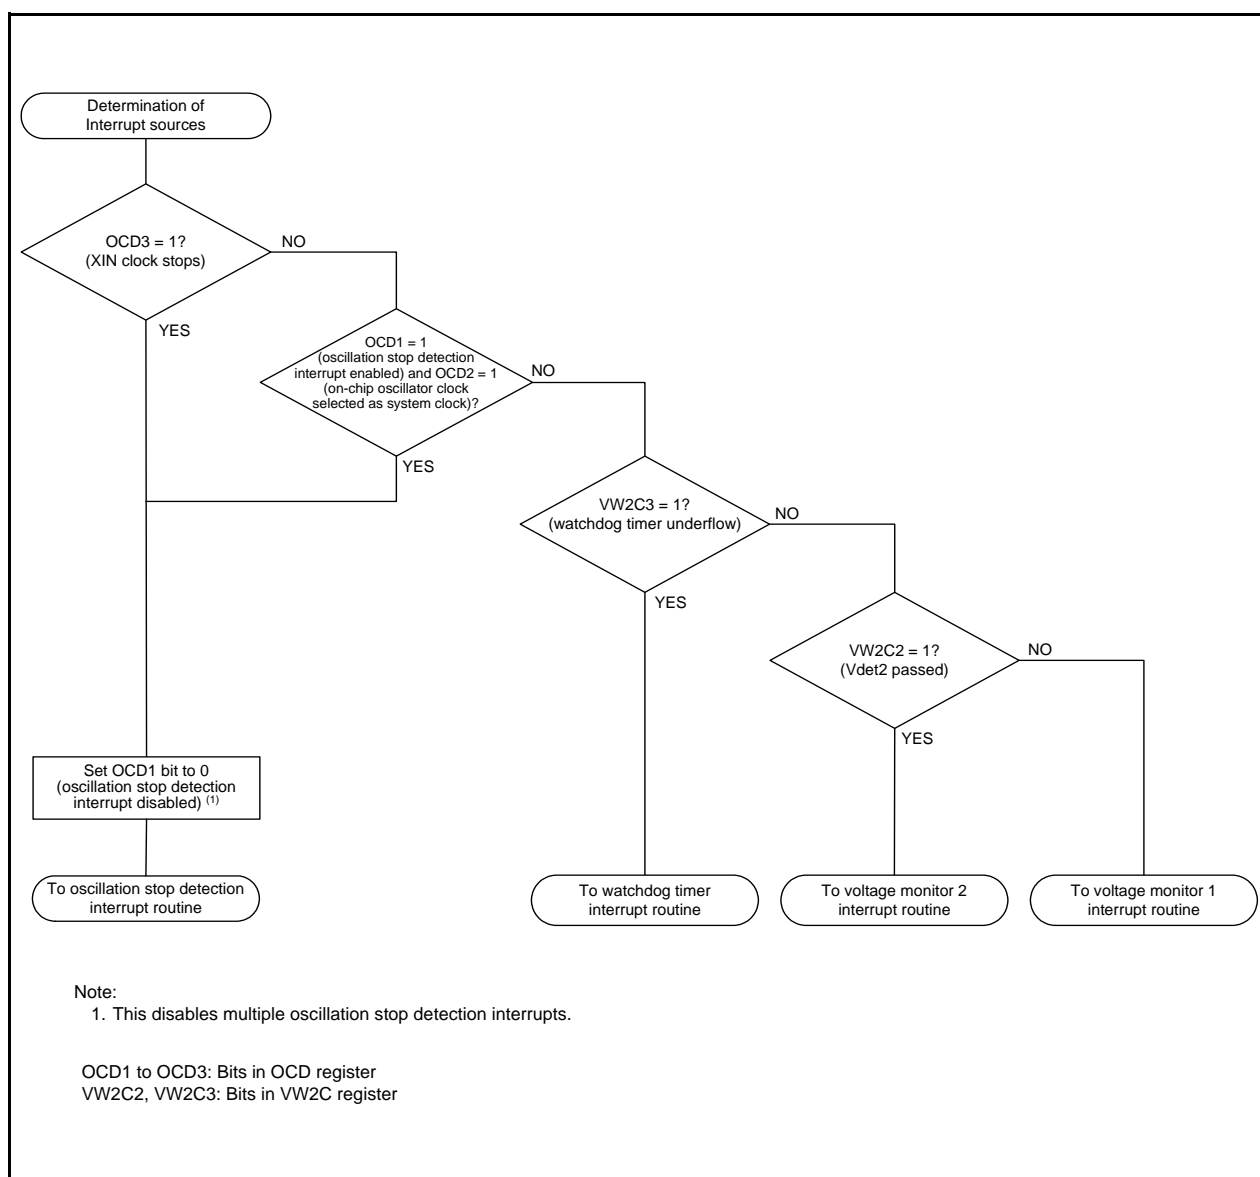 Determination of
Interrupt sources
OCD3 = 1?
(XIN clock stops)
NO
YES
OCD1 = 1
(oscillation stop detection
interrupt enabled) and OCD2 = 1
(on-chip oscillator clock
selected as system clock)?
NO
YES
VW2C3 = 1?
(watchdog timer underflow)
NO
YES
VW2C2 = 1?
(Vdet2 passed)
NO
YES
Set OCD1 bit to 0
(oscillation stop detection
interrupt disabled) (1)
To oscillation stop detection
interrupt routine
To watchdog timer
interrupt routine
To voltage monitor 2
interrupt routine
To voltage monitor 1
interrupt routine
Note:
1. This disables multiple oscillation stop detection interrupts.
OCD1 to OCD3: Bits in OCD register
VW2C2, VW2C3: Bits in VW2C register